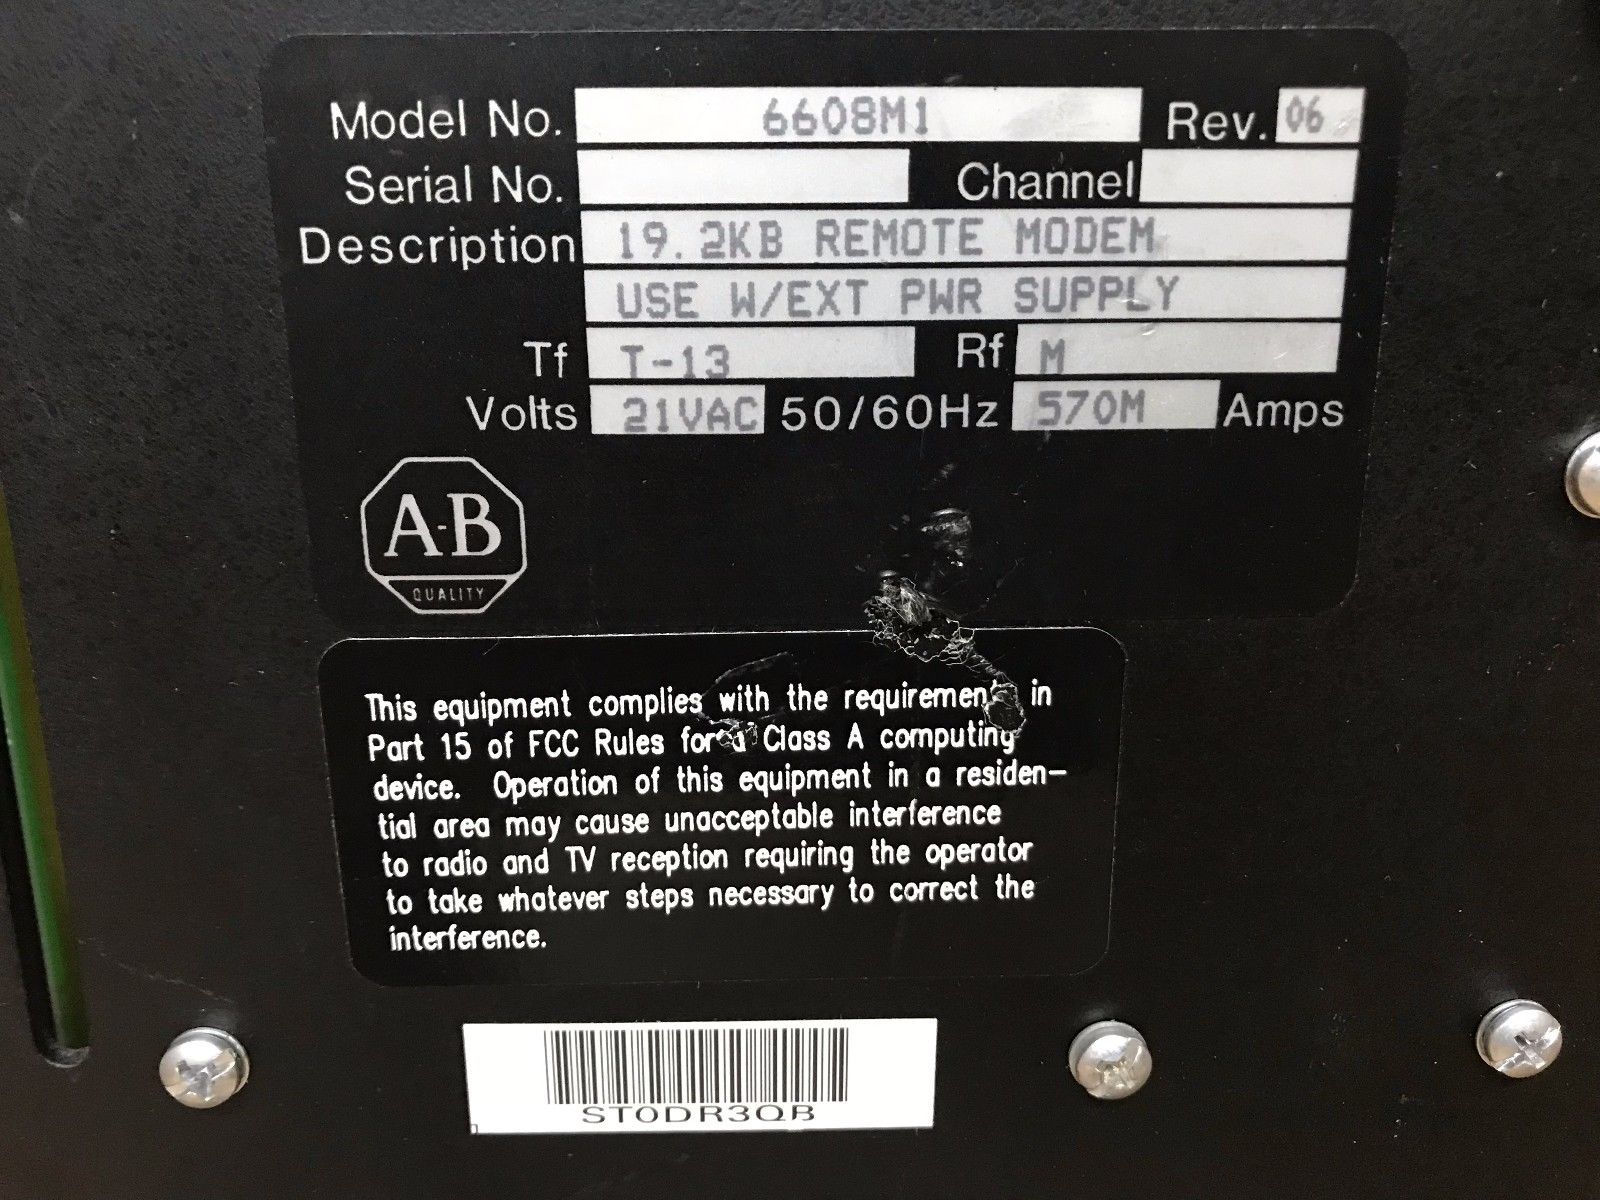 Model No. 6608M1 Rev. 06
Serial No. Channel
Description 19.2KB REMOTE MODEM
USE W/EXT PWR SUPPLY
Tf T-13 Rf M
Volts 21VAC 50/60Hz 570M Amps
A-B
QUALITY
This equipment complies with the requirement in
Part 15 of FCC Rules for a Class A computing
device. Operation of this equipment in a residen-
tial area may cause unacceptable interference
to radio and TV reception requiring the operator
to take whatever steps necessary to correct the
interference.
ST0DR3QB